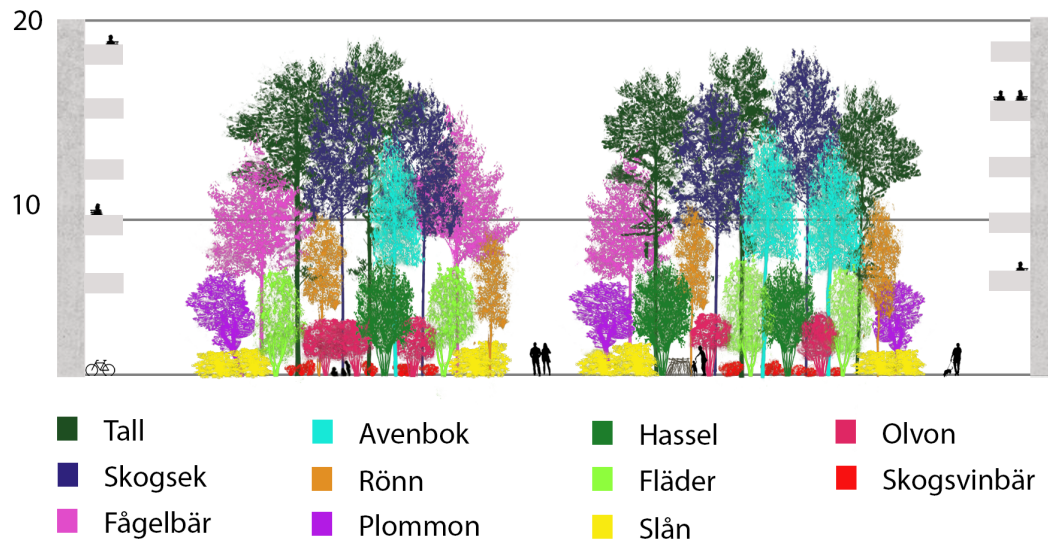 20
10
Tall
Skogsek
Fågelbär
Avenbok
Rönn
Plommon
Hassel
Fläder
Slån
Olvon
Skogsvinbär